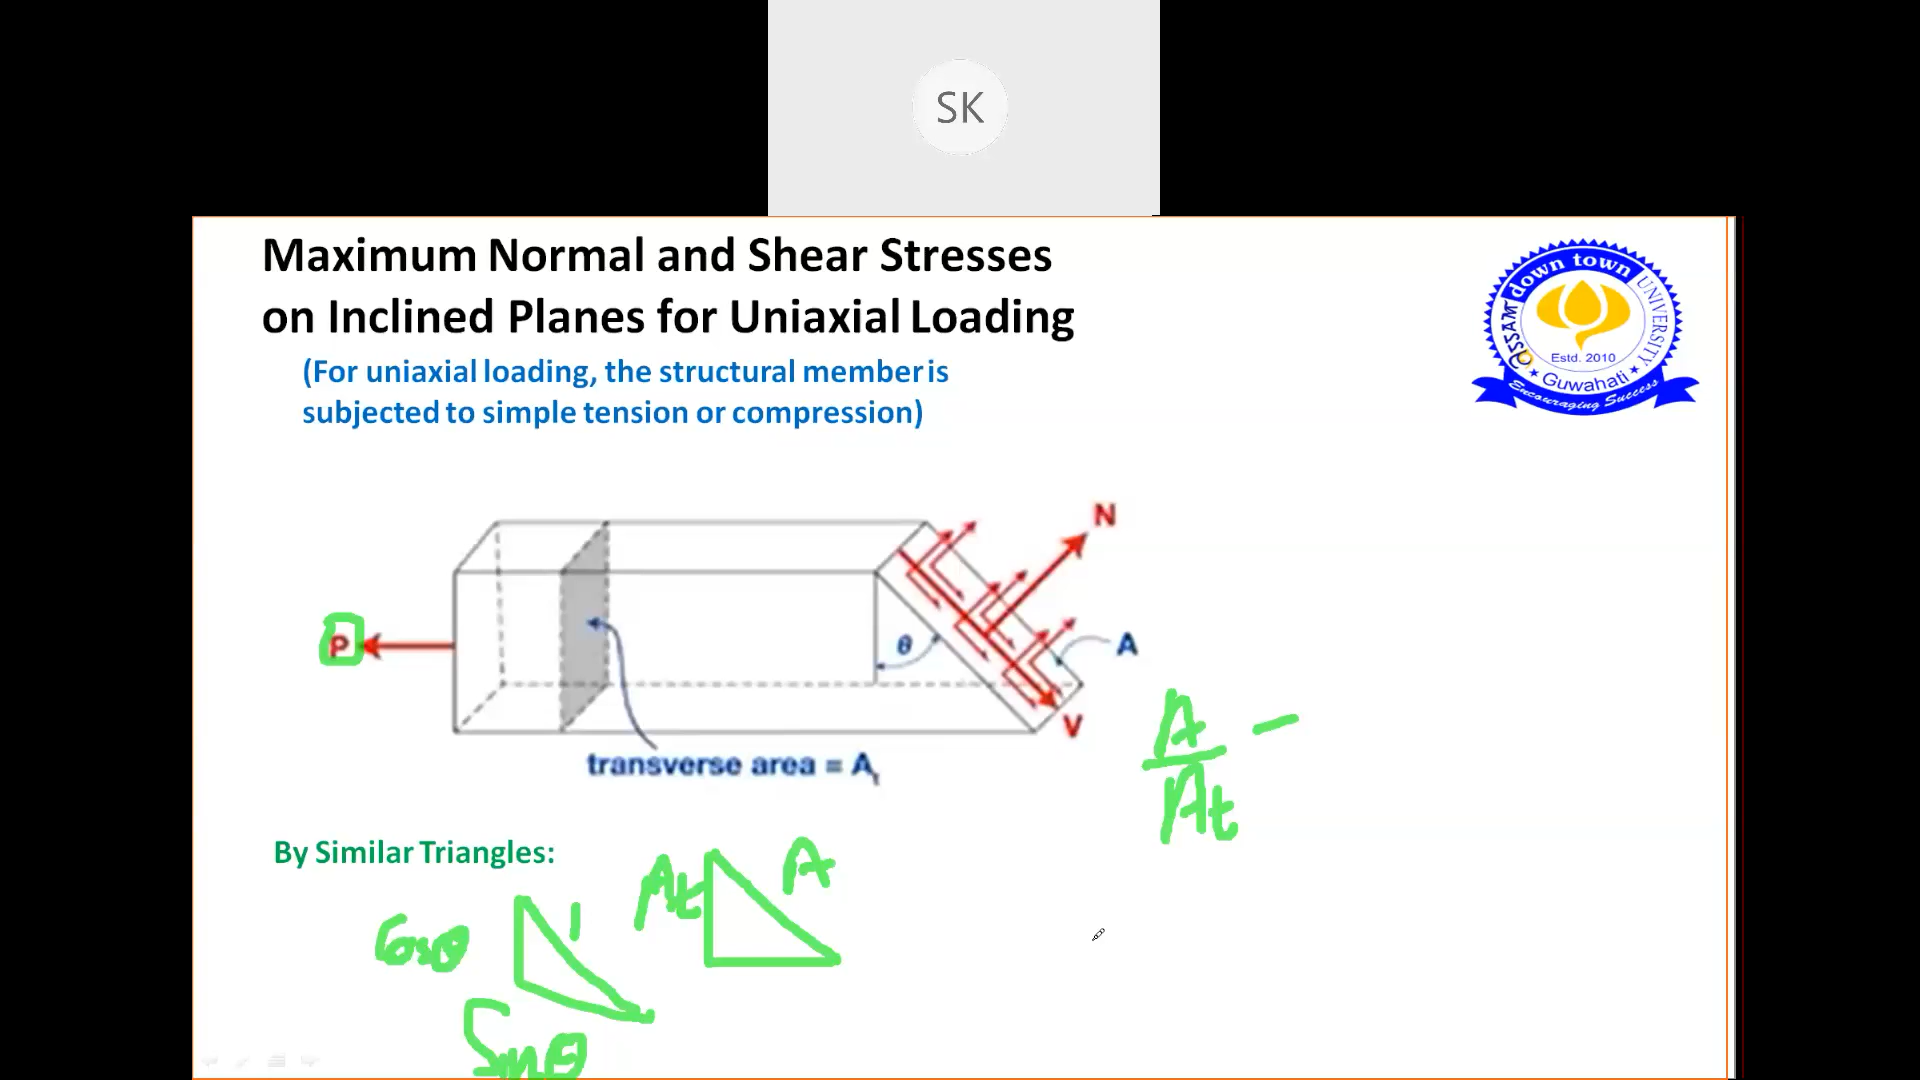 SK
Maximum Normal and Shear Stresses
on Inclined Planes for Uniaxial Loading
(For uniaxial loading, the structural member is
subjected to simple tension or compression)
assam down town UNIVERSITY
Estd. 2010
Guwahati
Encouraging Success
N
P
θ
A
V
transverse area = At
A
At
By Similar Triangles:
At
A
Cosθ
1
Sinθ